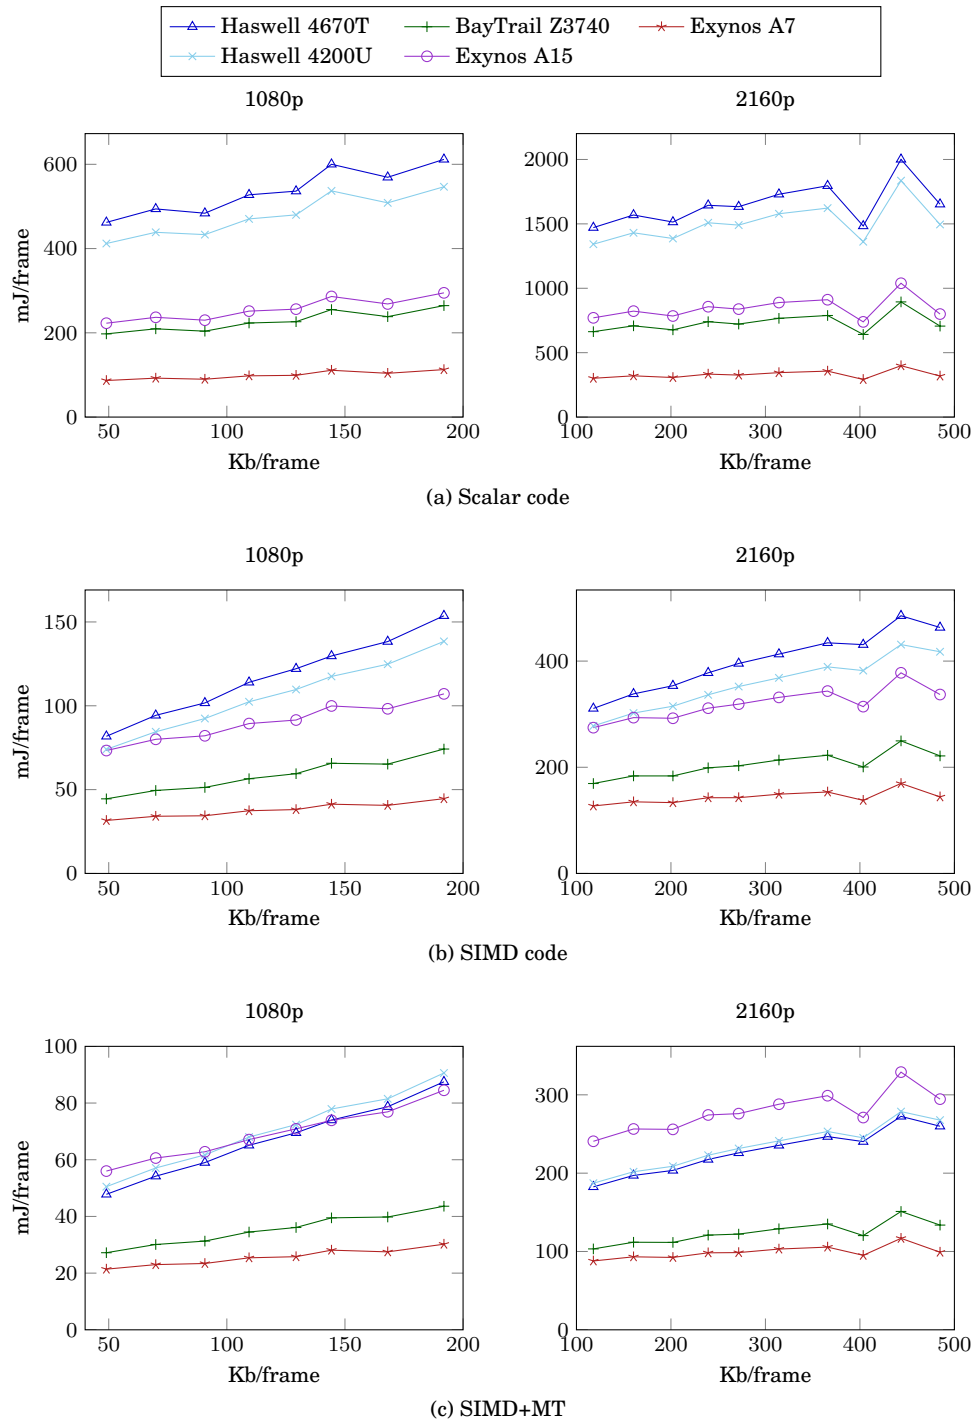 Haswell 4670T BayTrail Z3740 Exynos A7
Haswell 4200U Exynos A15
1080p 2160p
600
400
200
0
mJ/frame
50 100 150 200
Kb/frame
2000
1500
1000
500
0
100 200 300 400 500
Kb/frame
(a) Scalar code
1080p 2160p
150
100
50
0
mJ/frame
50 100 150 200
Kb/frame
400
200
0
100 200 300 400 500
Kb/frame
(b) SIMD code
1080p 2160p
100
80
60
40
20
0
mJ/frame
50 100 150 200
Kb/frame
300
200
100
0
100 200 300 400 500
Kb/frame
(c) SIMD+MT